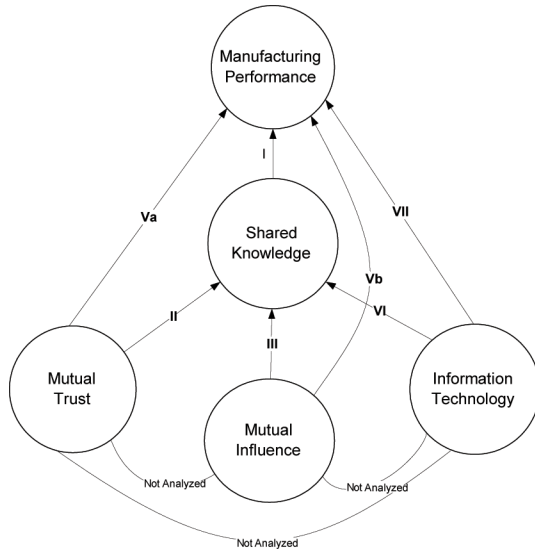 Manufacturing
Performance
I
Va
VII
Shared
Knowledge
Vb
II
VI
III
Mutual
Trust
Information
Technology
Mutual
Influence
Not Analyzed
Not Analyzed
Not Analyzed